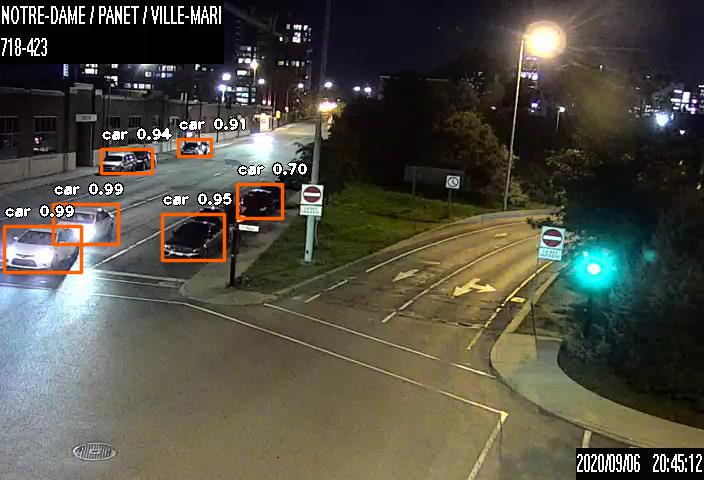 NOTRE-DAME / PANET / VILLE-MARI
718-423
car 0.94
car 0.91
car 0.70
car 0.99
car 0.95
car 0.99
2020/09/06 20:45:12